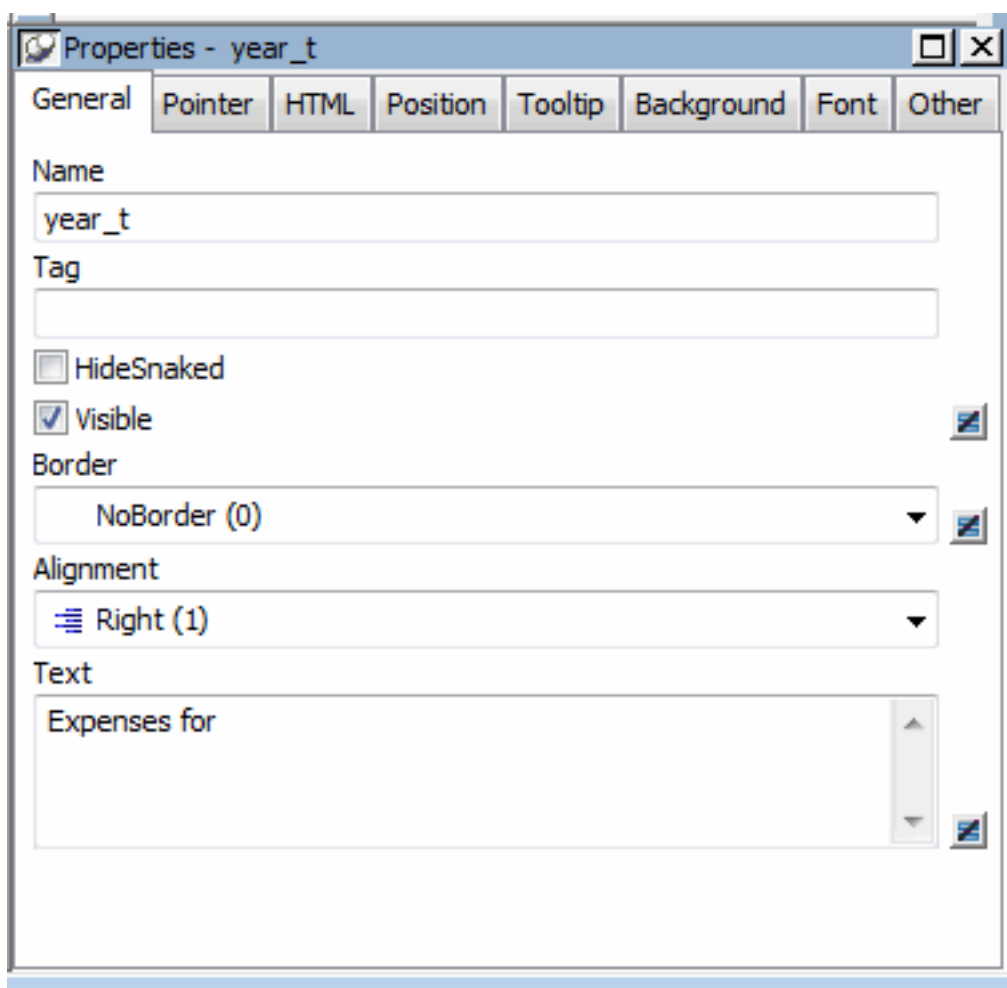 Properties - year_t
General Pointer HTML Position Tooltip Background Font Other
Name
year_t
Tag
HideSnaked
Visible
Border
NoBorder (0)
Alignment
Right (1)
Text
Expenses for